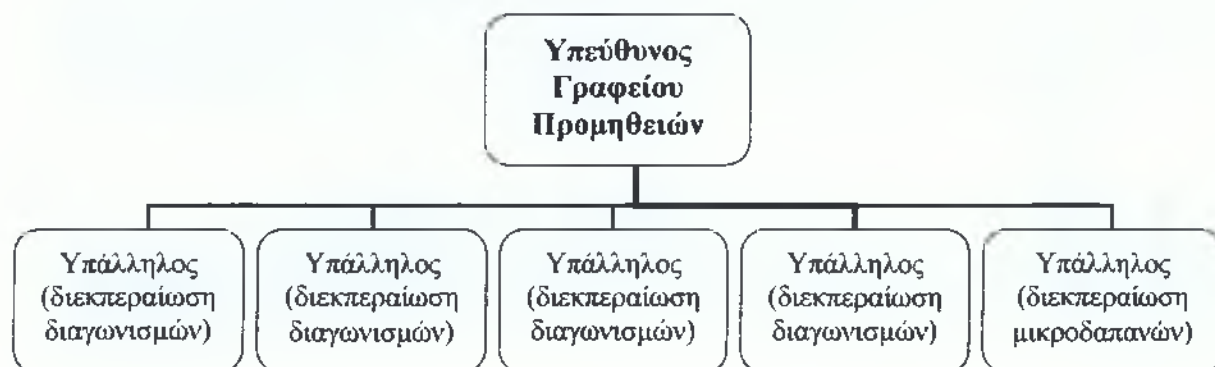 Υπεύθυνος
Γραφείου
Προμηθειών
Υπάλληλος
(διεκπεραίωση
διαγωνισμών)
Υπάλληλος
(διεκπεραίωση
διαγωνισμών)
Υπάλληλος
(διεκπεραίωση
διαγωνισμών)
Υπάλληλος
(διεκπεραίωση
διαγωνισμών)
Υπάλληλος
(διεκπεραίωση
μικροδαπανών)